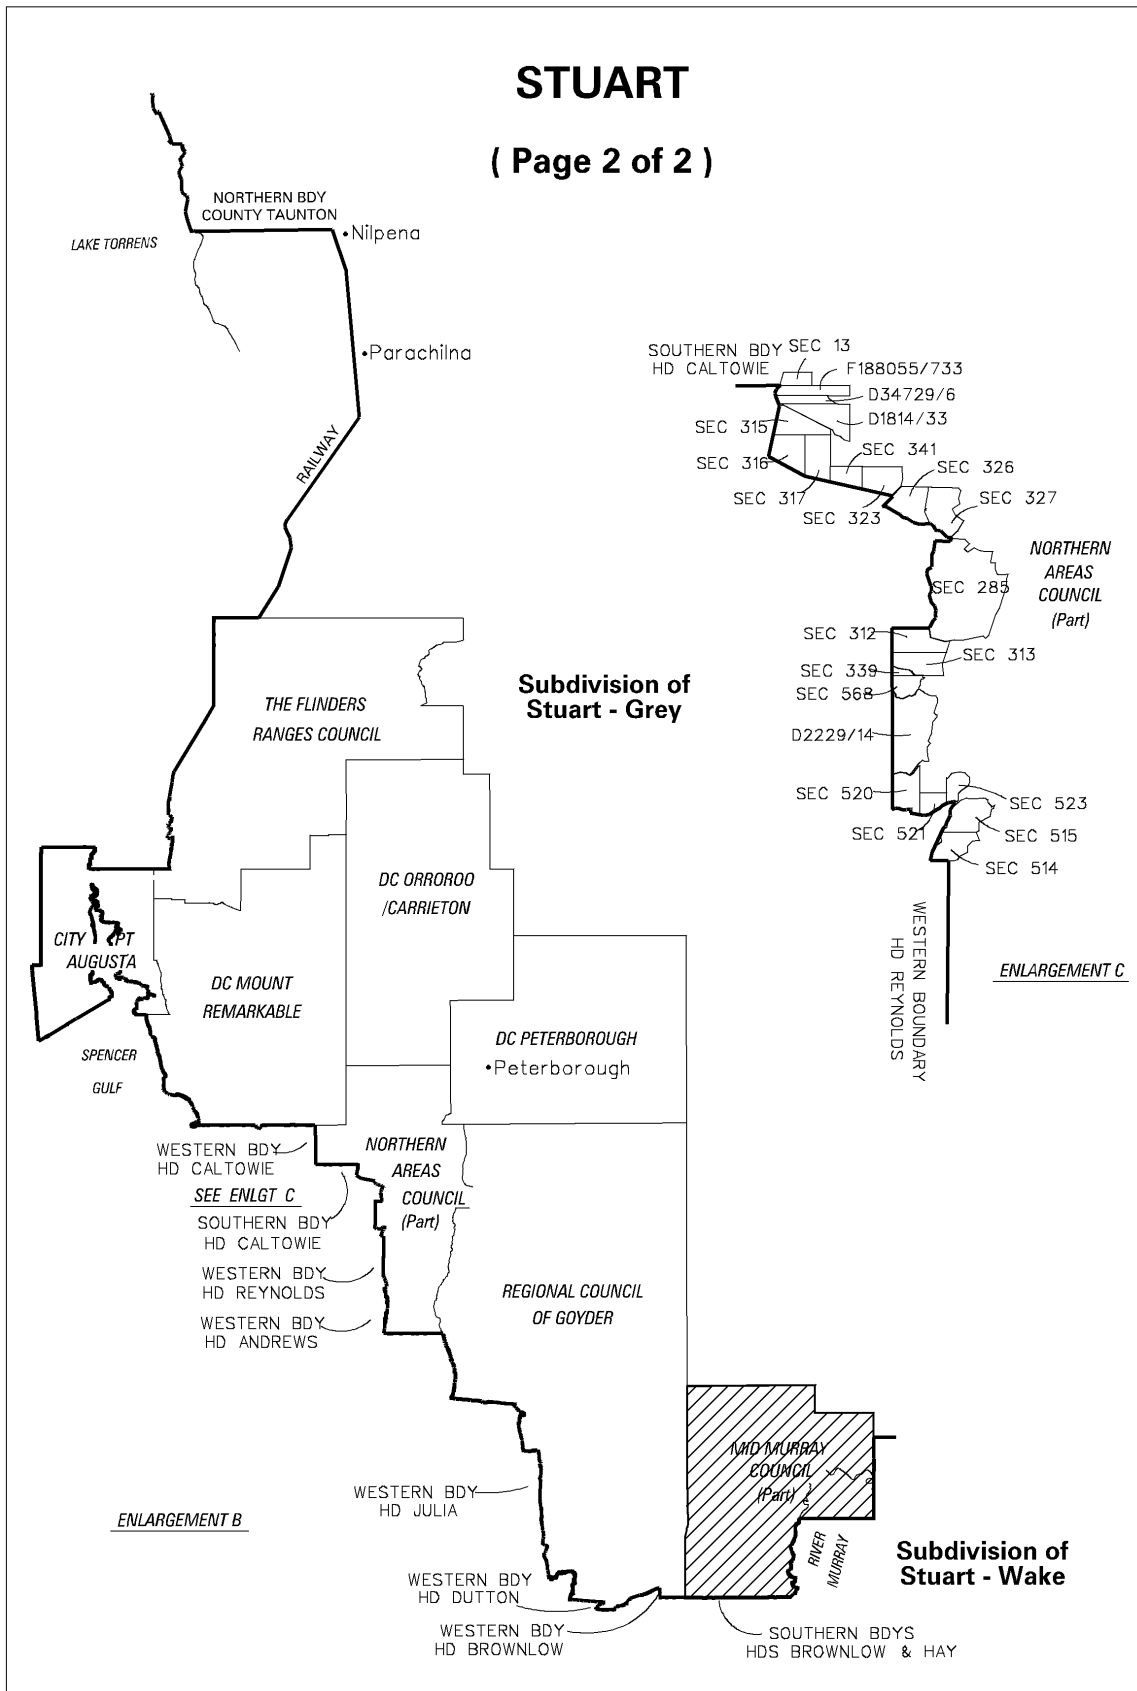 STUART
( Page 2 of 2 )
NORTHERN BDY
COUNTY TAUNTON
Nilpena
LAKE TORRENS
Parachilna
RAILWAY
SOUTHERN BDY
HD CALTOWIE
SEC 13
F188055/733
D34729/6
D1814/33
SEC 315
SEC 341
SEC 316
SEC 326
SEC 317
SEC 327
SEC 323
NORTHERN
AREAS
COUNCIL
(Part)
SEC 285
SEC 312
SEC 313
SEC 339
SEC 568
D2229/14
SEC 520
SEC 523
SEC 521
SEC 515
SEC 514
WESTERN BOUNDARY
HD REYNOLDS
ENLARGEMENT C
Subdivision of
Stuart - Grey
THE FLINDERS
RANGES COUNCIL
DC ORROROO
/CARRIETON
CITY PT
AUGUSTA
DC MOUNT
REMARKABLE
DC PETERBOROUGH
Peterborough
SPENCER
GULF
WESTERN BDY
HD CALTOWIE
SEE ENLGT C
SOUTHERN BDY
HD CALTOWIE
NORTHERN
AREAS
COUNCIL
(Part)
WESTERN BDY
HD REYNOLDS
WESTERN BDY
HD ANDREWS
REGIONAL COUNCIL
OF GOYDER
MID MURRAY
COUNCIL
(Part)
WESTERN BDY
HD JULIA
ENLARGEMENT B
RIVER
MURRAY
Subdivision of
Stuart - Wake
WESTERN BDY
HD DUTTON
WESTERN BDY
HD BROWNLOW
SOUTHERN BDYS
HDS BROWNLOW & HAY